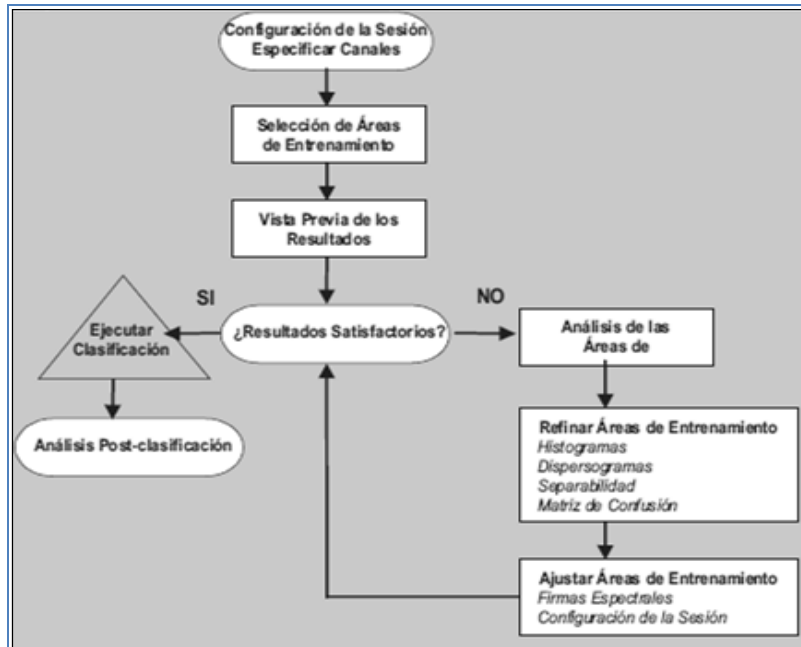 Configuración de la Sesión
Especificar Canales
Selección de Áreas
de Entrenamiento
Vista Previa de los
Resultados
SI
NO
Ejecutar
Clasificación
¿Resultados Satisfactorios?
Análisis de las
Áreas de
Análisis Post-clasificación
Refinar Áreas de Entrenamiento
Histogramas
Dispersogramas
Separabilidad
Matriz de Confusión
Ajustar Áreas de Entrenamiento
Firmas Espectrales
Configuración de la Sesión